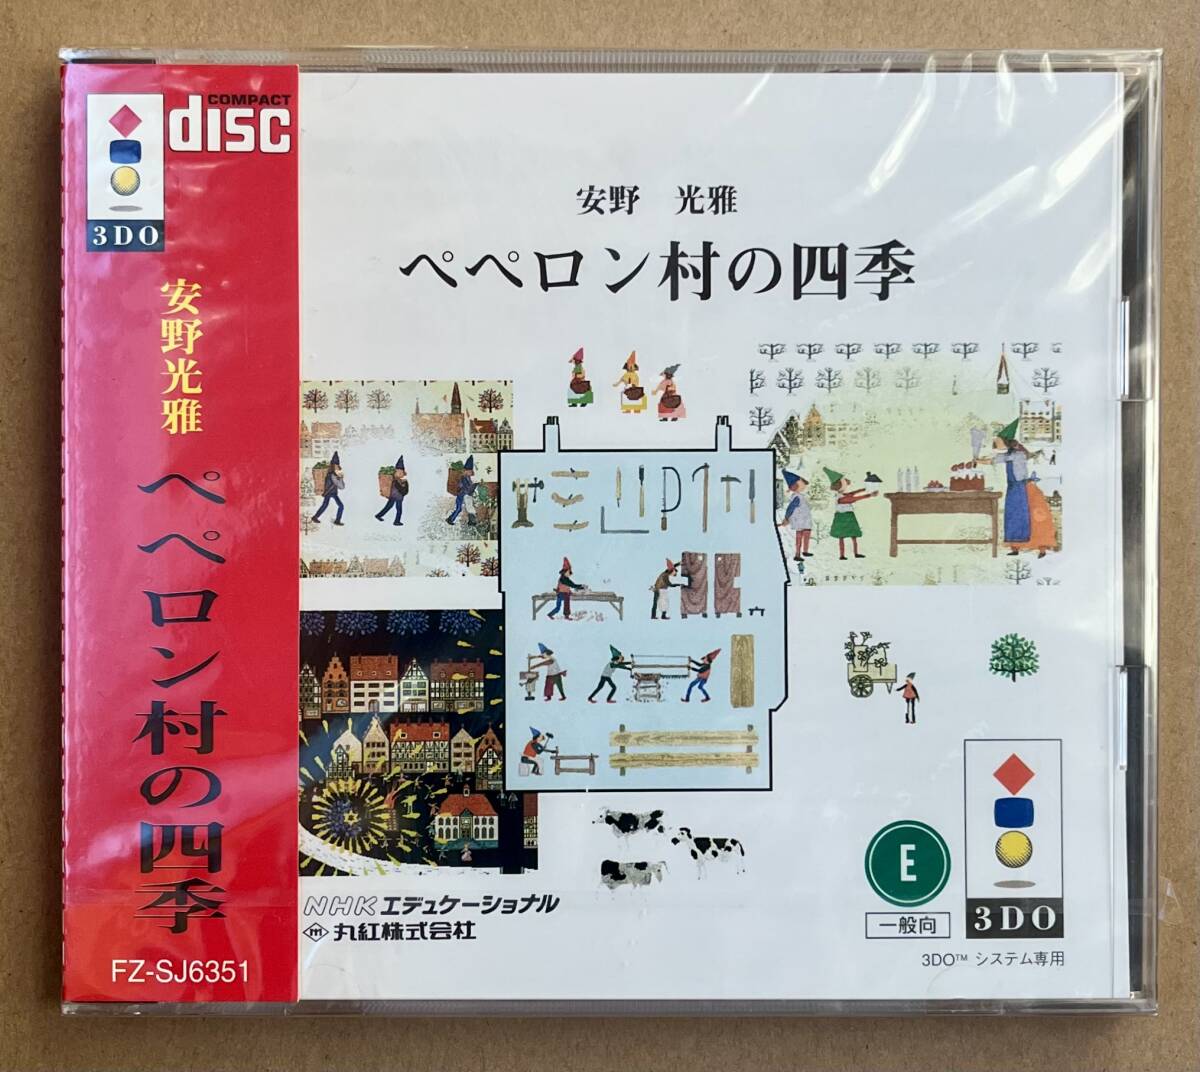 COMPACT
disc
3DO
安野光雅
ペペロン村の四季
FZ-SJ6351
安野 光雅
ペペロン村の四季
NHKエデュケーショナル
m 丸紅株式会社
E
一般向
3DO
3DO™ システム専用